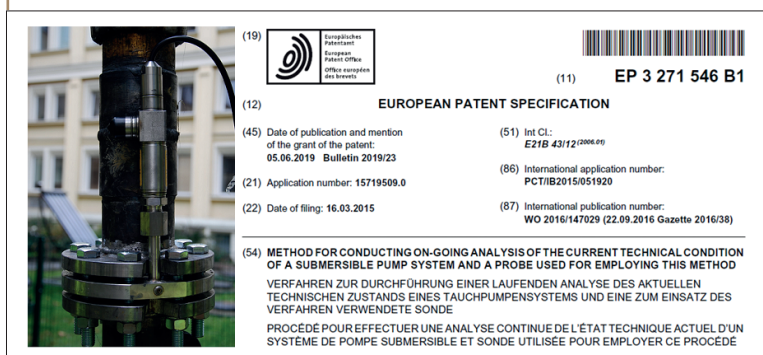 (19)
Europäisches
Patentamt
European
Patent Office
Office européen
des brevets
(11) EP 3 271 546 B1
(12) EUROPEAN PATENT SPECIFICATION
(45) Date of publication and mention
of the grant of the patent:
05.06.2019 Bulletin 2019/23
(21) Application number: 15719509.0
(22) Date of filing: 16.03.2015
(51) Int Cl.:
E21B 43/12 (2006.01)
(86) International application number:
PCT/IB2015/051920
(87) International publication number:
WO 2016/147029 (22.09.2016 Gazette 2016/38)
(54) METHOD FOR CONDUCTING ON-GOING ANALYSIS OF THE CURRENT TECHNICAL CONDITION
OF A SUBMERSIBLE PUMP SYSTEM AND A PROBE USED FOR EMPLOYING THIS METHOD
VERFAHREN ZUR DURCHFÜHRUNG EINER LAUFENDEN ANALYSE DES AKTUELLEN
TECHNISCHEN ZUSTANDS EINES TAUCHPUMPENSYSTEMS UND EINE ZUM EINSATZ DES
VERFAHREN VERWENDETE SONDE
PROCÉDÉ POUR EFFECTUER UNE ANALYSE CONTINUE DE L'ÉTAT TECHNIQUE ACTUEL D'UN
SYSTÈME DE POMPE SUBMERSIBLE ET SONDE UTILISÉE POUR EMPLOYER CE PROCÉDÉ